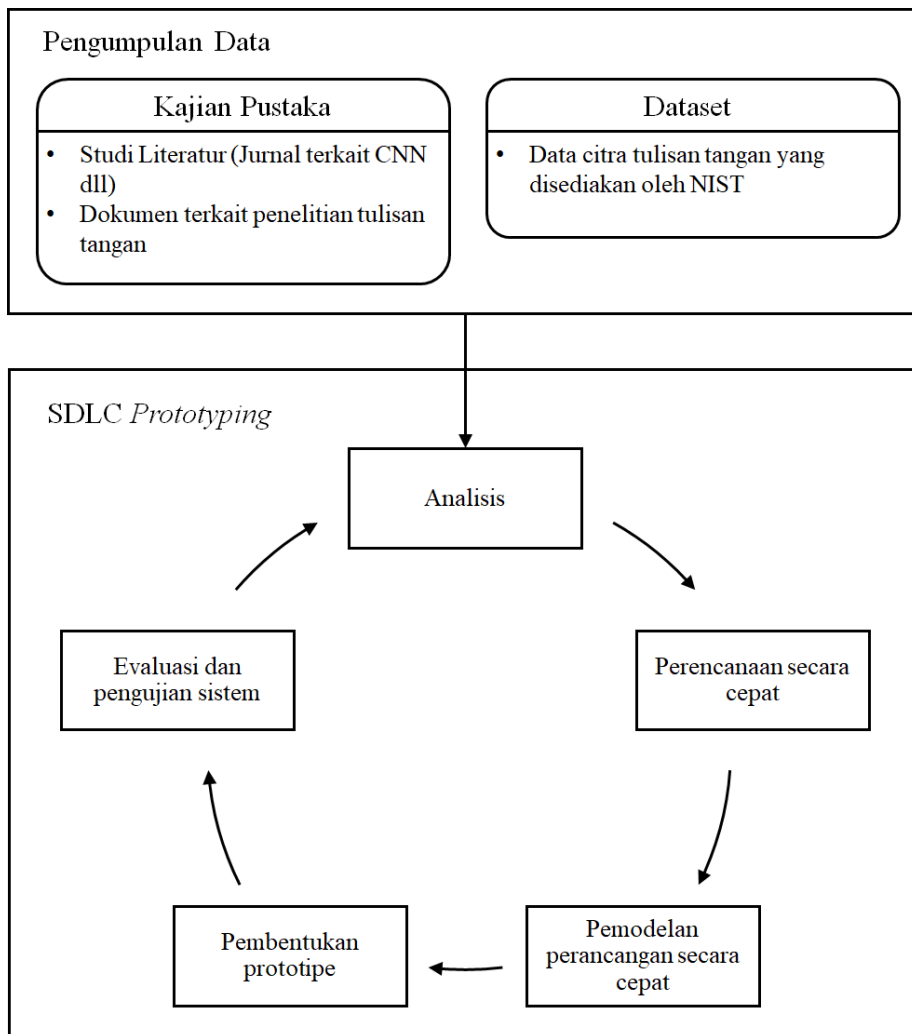 Pengumpulan Data
Kajian Pustaka
• Studi Literatur (Jurnal terkait CNN
dll)
• Dokumen terkait penelitian tulisan
tangan
Dataset
• Data citra tulisan tangan yang
disediakan oleh NIST
SDLC Prototyping
Analisis
Perencanaan secara
cepat
Pemodelan
perancangan secara
cepat
Pembentukan
prototipe
Evaluasi dan
pengujian sistem